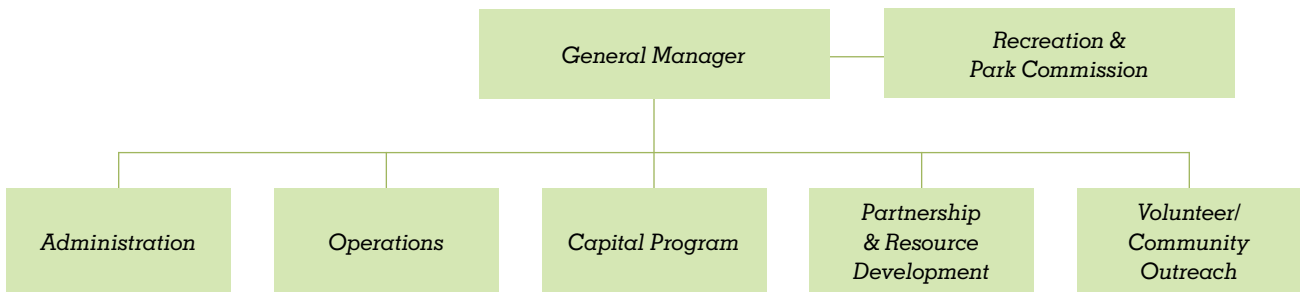 General Manager
Recreation &
Park Commission
Administration
Operations
Capital Program
Partnership
& Resource
Development
Volunteer/
Community
Outreach